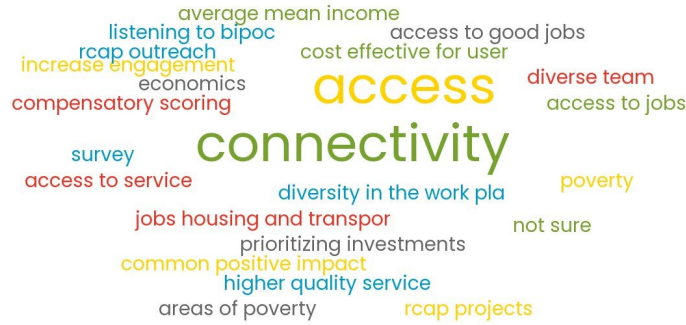 average mean income
listening to bipoc
access to good jobs
rcap outreach
cost effective for user
increase engagement
economics
access
diverse team
compensatory scoring
access to jobs
connectivity
survey
access to service
diversity in the work pla
poverty
jobs housing and transpor
not sure
prioritizing investments
common positive impact
higher quality service
areas of poverty
rcap projects